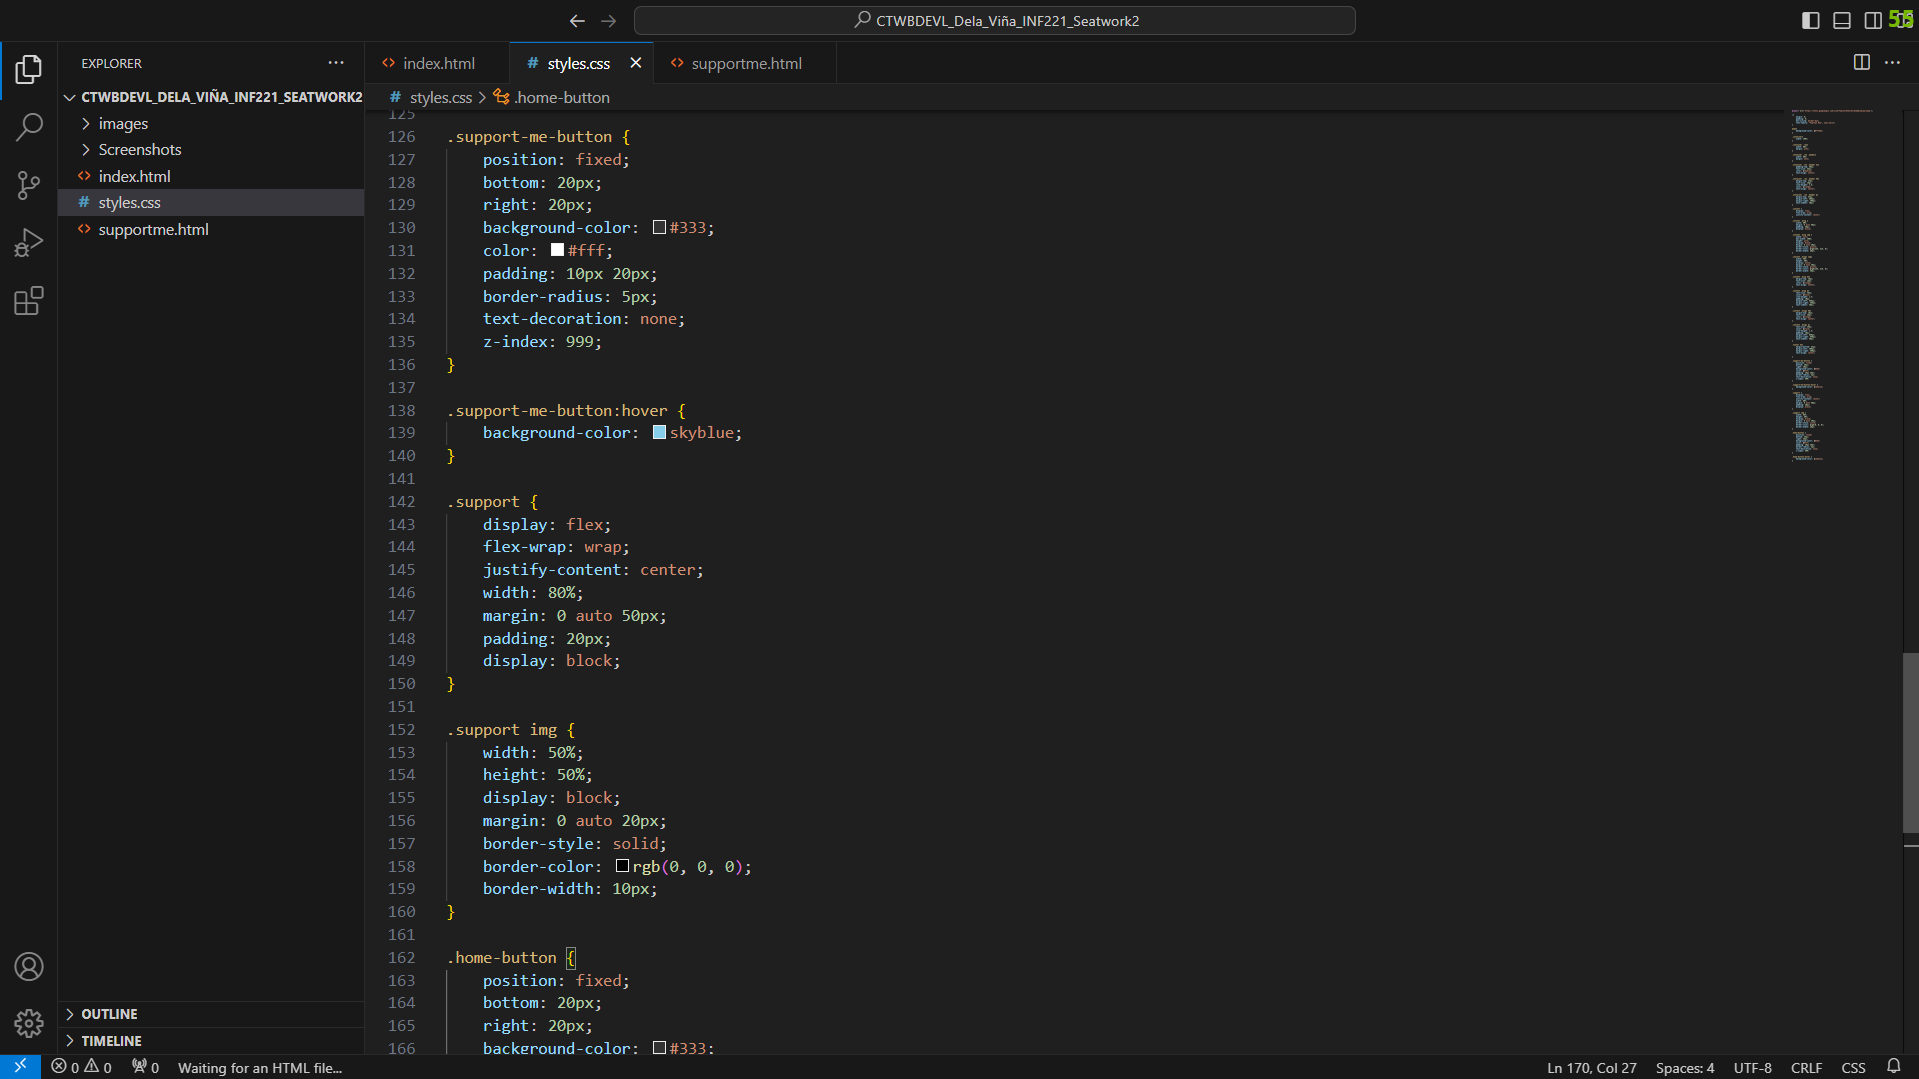 CTWBDEVL_Dela_Viña_INF221_Seatwork2
55
EXPLORER
CTWBDEVL_DELA_VIÑA_INF221_SEATWORK2
images
Screenshots
index.html
styles.css
supportme.html
OUTLINE
TIMELINE
index.html
styles.css
supportme.html
styles.css > .home-button
125
126 .support-me-button {
127 position: fixed;
128 bottom: 20px;
129 right: 20px;
130 background-color: #333;
131 color: #fff;
132 padding: 10px 20px;
133 border-radius: 5px;
134 text-decoration: none;
135 z-index: 999;
136 }
137
138 .support-me-button:hover {
139 background-color: skyblue;
140 }
141
142 .support {
143 display: flex;
144 flex-wrap: wrap;
145 justify-content: center;
146 width: 80%;
147 margin: 0 auto 50px;
148 padding: 20px;
149 display: block;
150 }
151
152 .support img {
153 width: 50%;
154 height: 50%;
155 display: block;
156 margin: 0 auto 20px;
157 border-style: solid;
158 border-color: rgb(0, 0, 0);
159 border-width: 10px;
160 }
161
162 .home-button {
163 position: fixed;
164 bottom: 20px;
165 right: 20px;
166 background-color: #333;
0 0 0 Waiting for an HTML file... Ln 170, Col 27 Spaces: 4 UTF-8 CRLF CSS